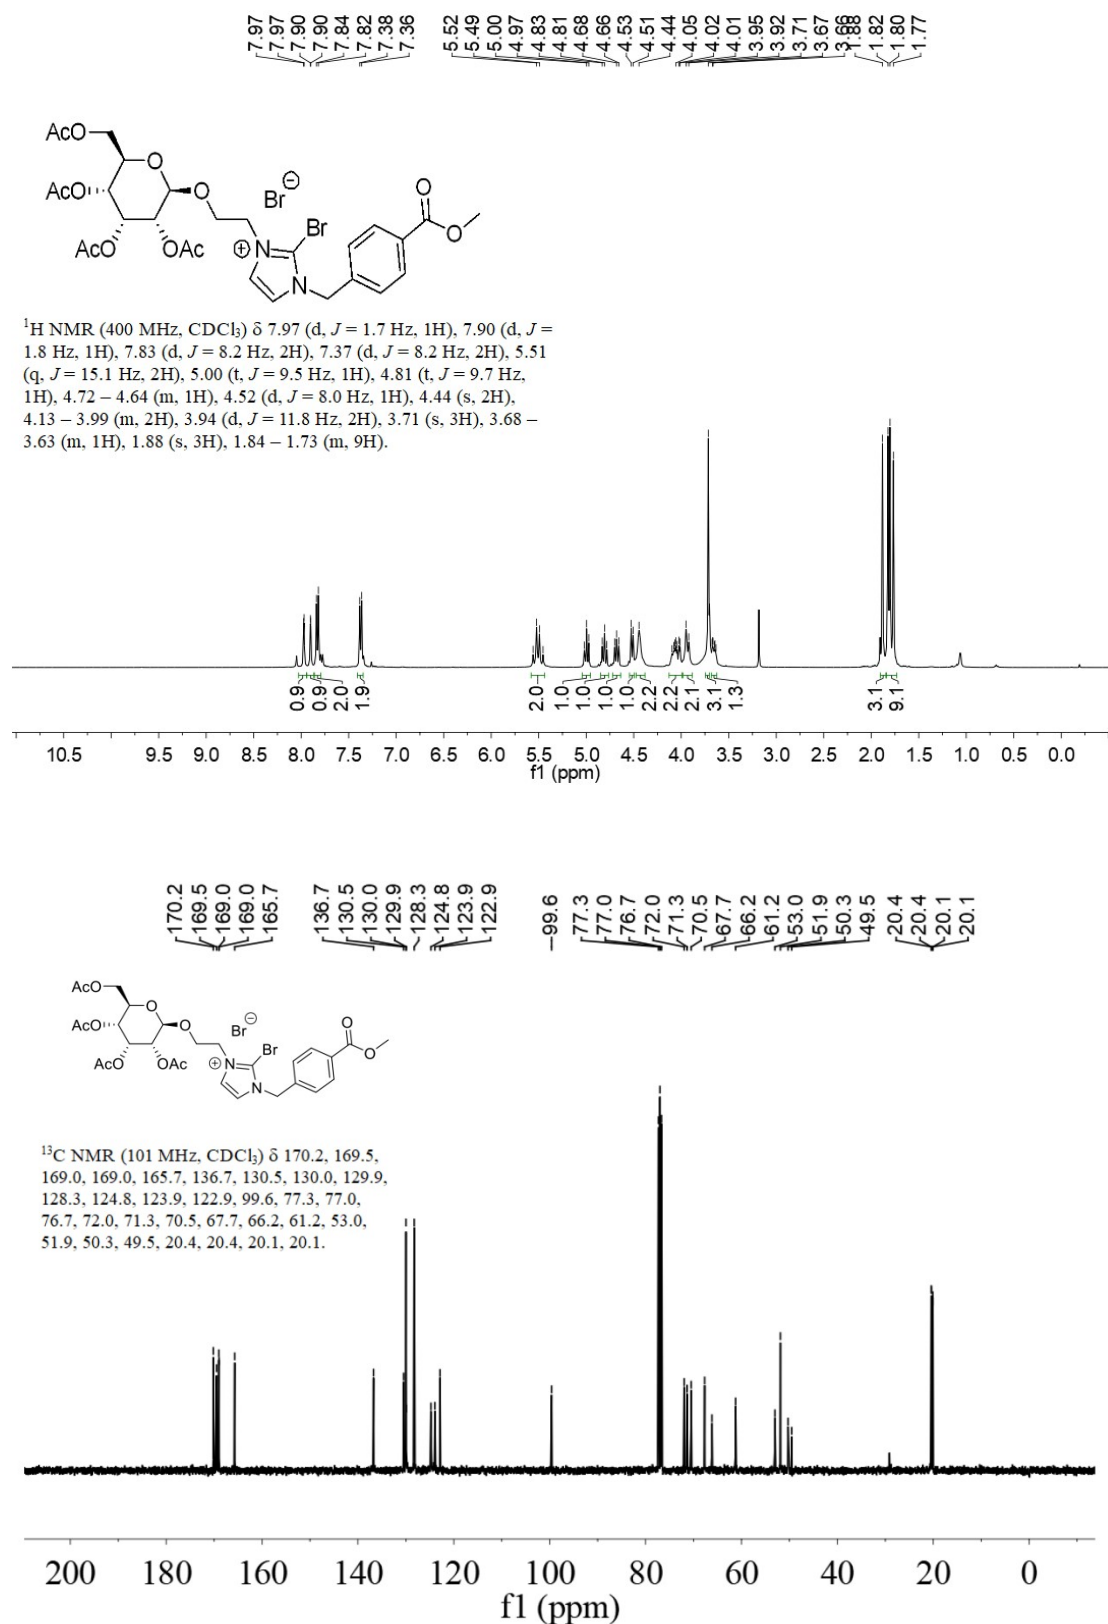 7.97 7.97 7.90 7.90 7.84 7.82 7.38 7.36 5.52 5.49 5.00 4.97 4.83 4.81 4.68 4.66 4.53 4.51 4.44 4.05 4.02 4.01 3.95 3.92 3.71 3.67 3.66 1.88 1.82 1.80 1.77
AcO
O
AcO
O
Br⊖
O
Br
AcO
OAc
⊕
N
N
O
¹H NMR (400 MHz, CDCl₃) δ 7.97 (d, J = 1.7 Hz, 1H), 7.90 (d, J =
1.8 Hz, 1H), 7.83 (d, J = 8.2 Hz, 2H), 7.37 (d, J = 8.2 Hz, 2H), 5.51
(q, J = 15.1 Hz, 2H), 5.00 (t, J = 9.5 Hz, 1H), 4.81 (t, J = 9.7 Hz,
1H), 4.72 – 4.64 (m, 1H), 4.52 (d, J = 8.0 Hz, 1H), 4.44 (s, 2H),
4.13 – 3.99 (m, 2H), 3.94 (d, J = 11.8 Hz, 2H), 3.71 (s, 3H), 3.68 –
3.63 (m, 1H), 1.88 (s, 3H), 1.84 – 1.73 (m, 9H).
0.9 0.9 2.0 1.9 2.0 1.0 1.0 1.0 1.0 2.2 2.2 2.1 3.1 1.3 3.1 9.1
10.5 9.5 9.0 8.5 8.0 7.5 7.0 6.5 6.0 5.5 5.0 4.5 4.0 3.5 3.0 2.5 2.0 1.5 1.0 0.5 0.0
f1 (ppm)
170.2 169.5 169.0 169.0 165.7 136.7 130.5 130.0 129.9 128.3 124.8 123.9 122.9 99.6 77.3 77.0 76.7 72.0 71.3 70.5 67.7 66.2 61.2 53.0 51.9 50.3 49.5 20.4 20.4 20.1 20.1
AcO
O
AcO
O
Br⊖
O
Br
AcO
OAc
⊕
N
N
O
¹³C NMR (101 MHz, CDCl₃) δ 170.2, 169.5,
169.0, 169.0, 165.7, 136.7, 130.5, 130.0, 129.9,
128.3, 124.8, 123.9, 122.9, 99.6, 77.3, 77.0,
76.7, 72.0, 71.3, 70.5, 67.7, 66.2, 61.2, 53.0,
51.9, 50.3, 49.5, 20.4, 20.4, 20.1, 20.1.
200 180 160 140 120 100 80 60 40 20 0
f1 (ppm)